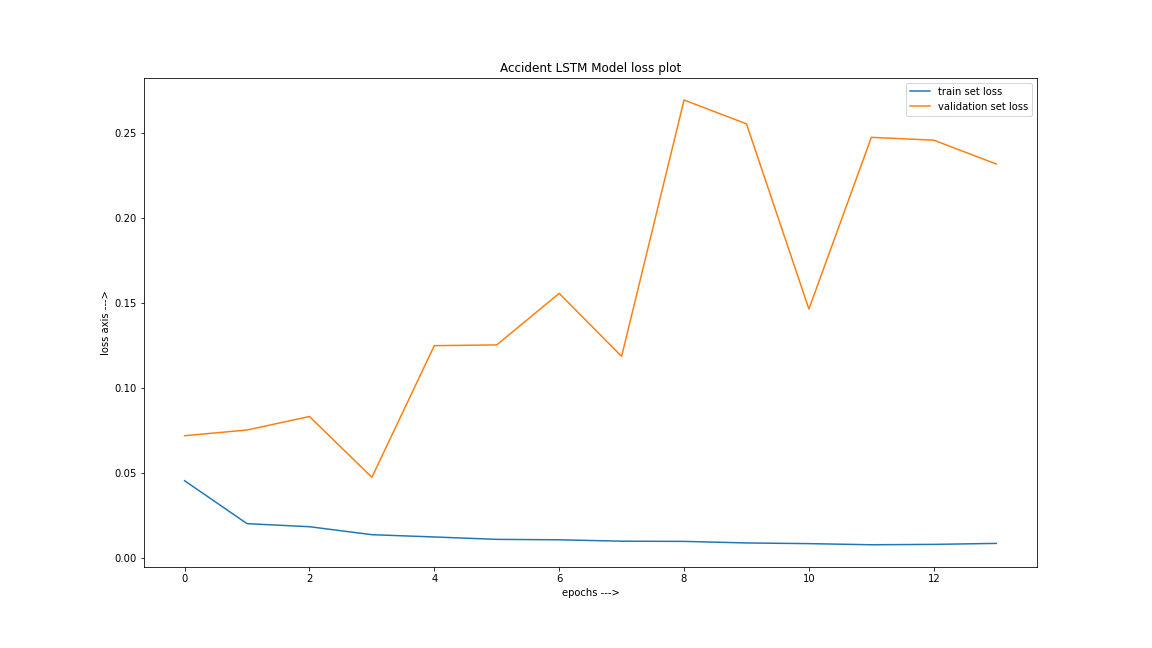 Accident LSTM Model loss plot
train set loss
validation set loss
0.25
0.20
0.15
0.10
0.05
0.00
loss axis --->
0 2 4 6 8 10 12
epochs --->